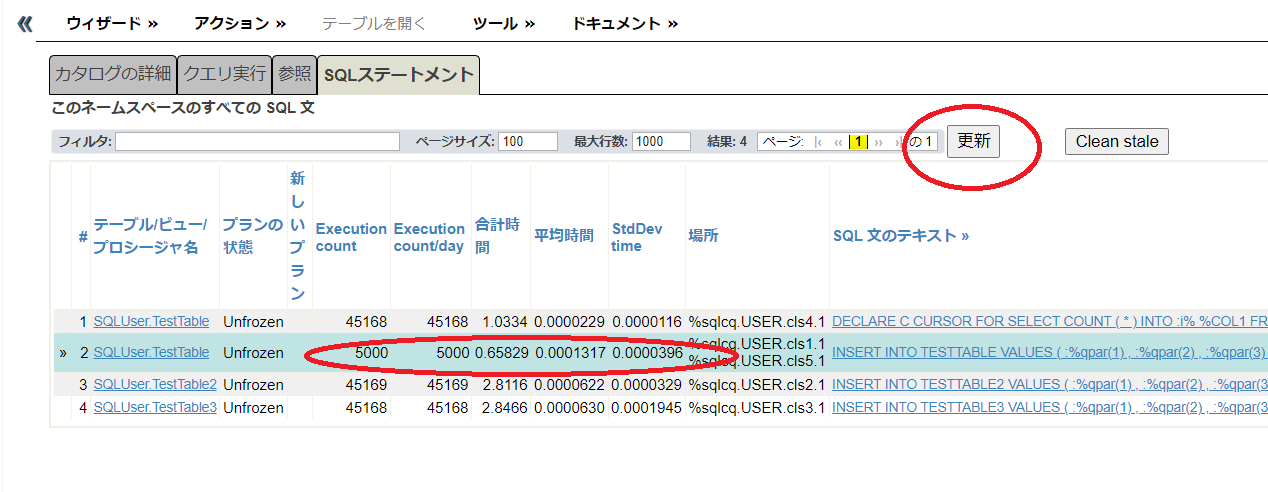 «
ウィザード » アクション » テーブルを開く ツール » ドキュメント »
カタログの詳細 クエリ実行 参照 SQLステートメント
このネームスペースのすべての SQL 文
フィルタ: ページサイズ: 100 最大行数: 1000 結果: 4 ページ: |‹ ‹‹ 1 ›› ›| の 1 更新 Clean stale
# テーブル/ビュー/プロシージャ名 プランの状態 新しいプラン Execution count Execution count/day 合計時間 平均時間 StdDev time 場所 SQL 文のテキスト »
1 SQLUser.TestTable Unfrozen 45168 45168 1.0334 0.0000229 0.0000116 %sqlcq.USER.cls4.1 DECLARE C CURSOR FOR SELECT COUNT ( * ) INTO :i% %COL1 FR
» 2 SQLUser.TestTable Unfrozen 5000 5000 0.65829 0.0001317 0.0000396 %sqlcq.USER.cls1.1 %sqlcq.USER.cls5.1 INSERT INTO TESTTABLE VALUES ( :%qpar(1) , :%qpar(2) , :%qpar(3)
3 SQLUser.TestTable2 Unfrozen 45169 45169 2.8116 0.0000622 0.0000329 %sqlcq.USER.cls2.1 INSERT INTO TESTTABLE2 VALUES ( :%qpar(1) , :%qpar(2) , :%qpar(3
4 SQLUser.TestTable3 Unfrozen 45168 45168 2.8466 0.0000630 0.0001945 %sqlcq.USER.cls3.1 INSERT INTO TESTTABLE3 VALUES ( :%qpar(1) , :%qpar(2) , :%qpar(3